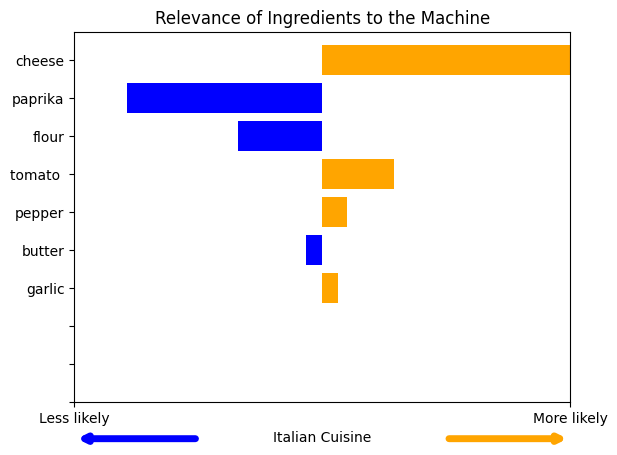 Relevance of Ingredients to the Machine
cheese
paprika
flour
tomato
pepper
butter
garlic
Less likely
More likely
Italian Cuisine